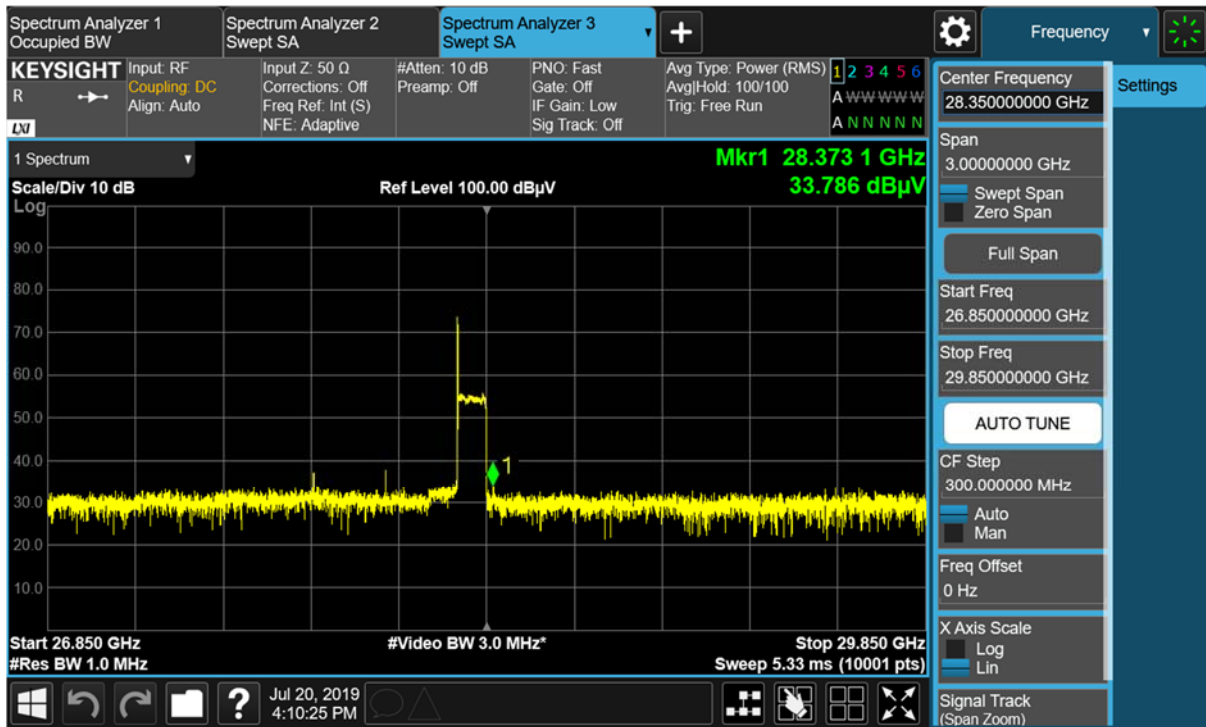 Spectrum Analyzer 1
Occupied BW
Spectrum Analyzer 2
Swept SA
Spectrum Analyzer 3
Swept SA
Frequency
KEYSIGHT
R
LXI
Input: RF
Coupling: DC
Align: Auto
Input Z: 50 Ω
Corrections: Off
Freq Ref: Int (S)
NFE: Adaptive
#Atten: 10 dB
Preamp: Off
PNO: Fast
Gate: Off
IF Gain: Low
Sig Track: Off
Avg Type: Power (RMS)
Avg|Hold: 100/100
Trig: Free Run
1 2 3 4 5 6
A W W W W W
A N N N N N
1 Spectrum
Mkr1 28.373 1 GHz
Scale/Div 10 dB
Ref Level 100.00 dBµV
33.786 dBµV
Log
90.0
80.0
70.0
60.0
50.0
40.0
1
30.0
20.0
10.0
Start 26.850 GHz
#Video BW 3.0 MHz*
Stop 29.850 GHz
#Res BW 1.0 MHz
Sweep 5.33 ms (10001 pts)
Jul 20, 2019
4:10:25 PM
Center Frequency
28.350000000 GHz
Settings
Span
3.00000000 GHz
Swept Span
Zero Span
Full Span
Start Freq
26.850000000 GHz
Stop Freq
29.850000000 GHz
AUTO TUNE
CF Step
300.000000 MHz
Auto
Man
Freq Offset
0 Hz
X Axis Scale
Log
Lin
Signal Track
(Span Zoom)